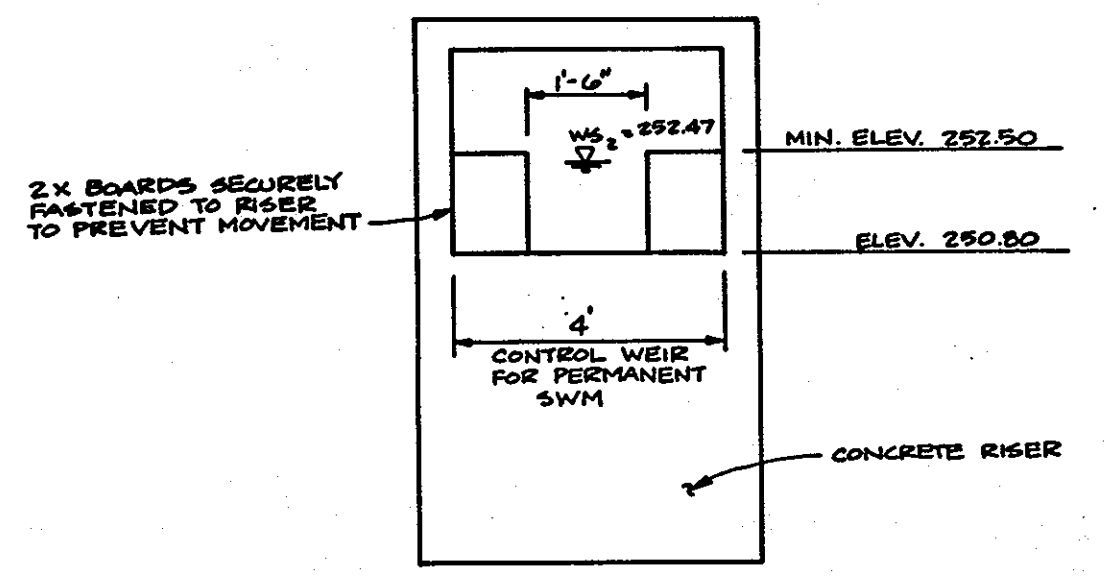 1'-6"
WS2 = 252.47
MIN. ELEV. 252.50
2X BOARDS SECURELY
FASTENED TO RISER
TO PREVENT MOVEMENT
ELEV. 250.80
4'
CONTROL WEIR
FOR PERMANENT
SWM
CONCRETE RISER